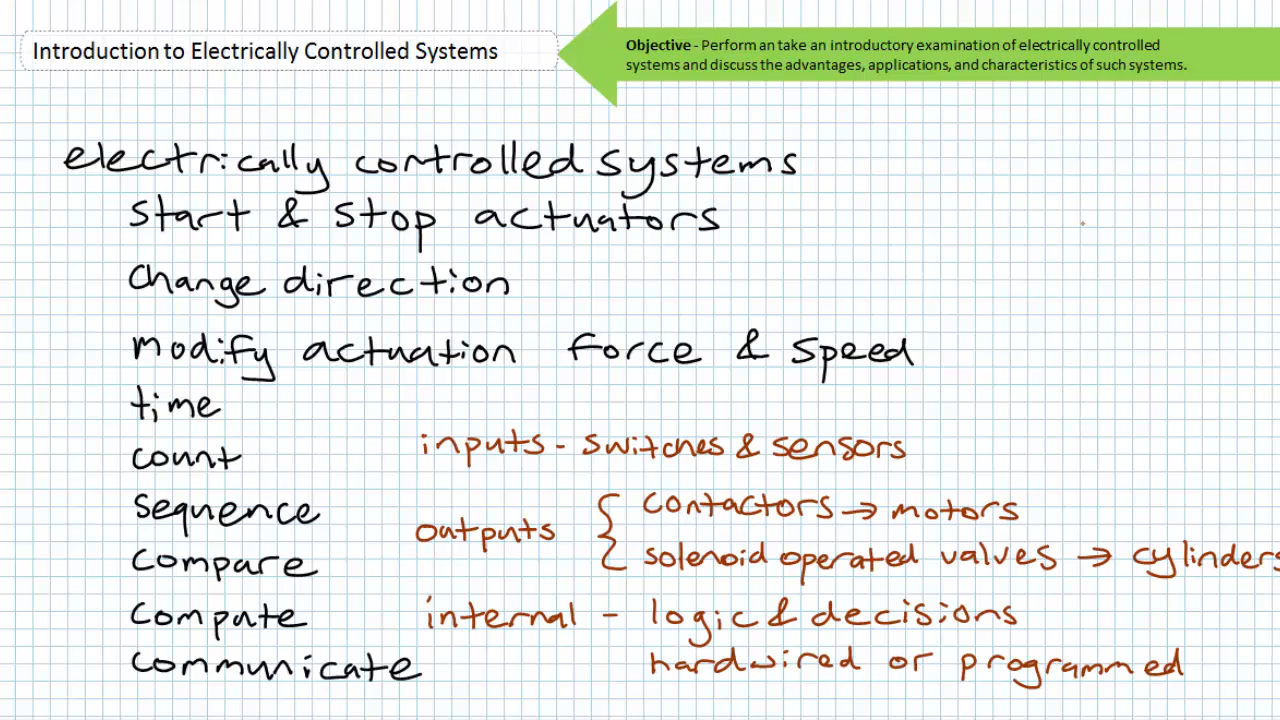 Introduction to Electrically Controlled Systems
Objective - Perform an take an introductory examination of electrically controlled
systems and discuss the advantages, applications, and characteristics of such systems.
electrically controlled systems
start & stop actuators
change direction
modify actuation force & speed
time
count
inputs - switches & sensors
sequence
contactors → motors
outputs {
compare
solenoid operated valves → cylinders
compute
internal - logic & decisions
communicate
hardwired or programmed